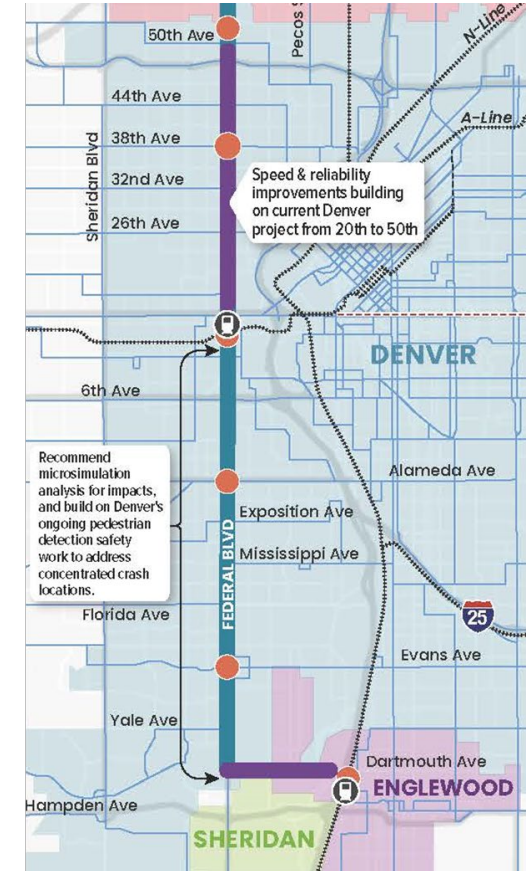 50th Ave
Pecos S
N-Line
44th Ave
A-Line
38th Ave
Sheridan Blvd
32nd Ave
Speed & reliability
improvements building
on current Denver
project from 20th to 50th
26th Ave
DENVER
6th Ave
Recommend
microsimulation
analysis for impacts,
and build on Denver's
ongoing pedestrian
detection safety
work to address
concentrated crash
locations.
Alameda Ave
Exposition Ave
FEDERAL BLVD
Mississippi Ave
Florida Ave
25
Evans Ave
Yale Ave
Dartmouth Ave
ENGLEWOOD
Hampden Ave
SHERIDAN